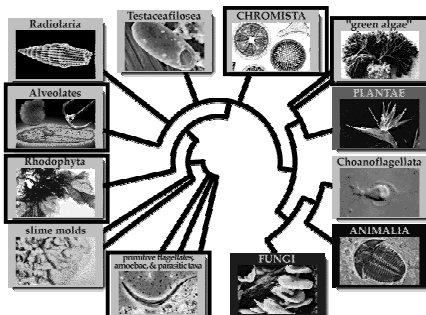 Radiolaria
Testaceafilosea
CHROMISTA
"green algae"
Alveolates
PLANTAE
Rhodophyta
Choanoflagellata
slime molds
ANIMALIA
primitive flagellates,
amoebae, & parasitic taxa
FUNGI